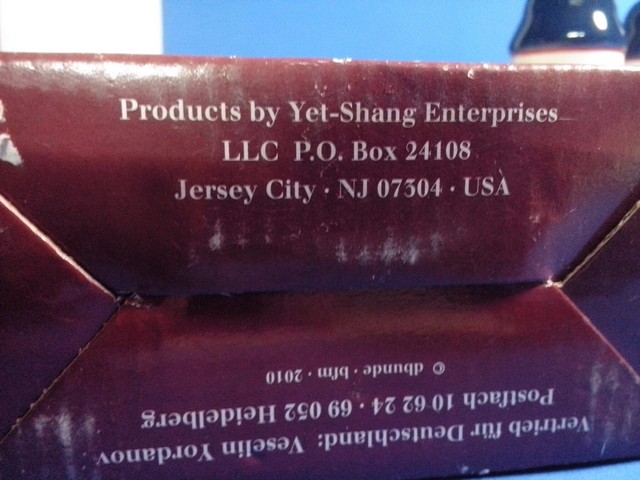 Products by Yet-Shang Enterprises
LLC P.O. Box 24108
Jersey City · NJ 07304 · USA
Vertrieb für Deutschland: Veselin Yordanov
Postfach 10 62 24 · 69 052 Heidelberg
© dbunde · bfm · 2010